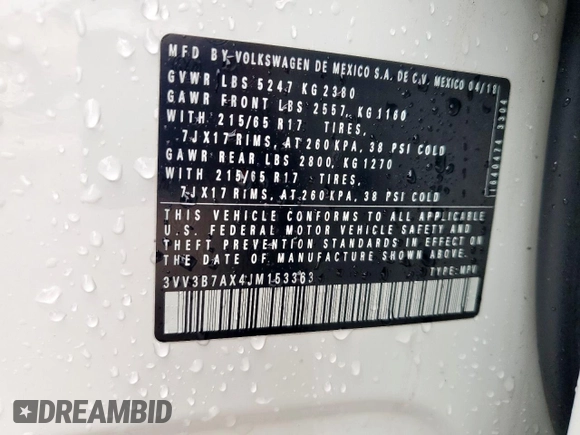 MFD BY VOLKSWAGEN DE MEXICO S.A. DE C.V. MEXICO 04/18
GVWR LBS 5247 KG 2380
GAWR FRONT LBS 2557, KG 1160
WITH 215/65 R17 TIRES,
7JX17 RIMS, AT 260 KPA, 38 PSI COLD
GAWR REAR LBS 2800, KG 1270
WITH 215/65 R17 TIRES,
7JX17 RIMS, AT 260 KPA, 38 PSI COLD
THIS VEHICLE CONFORMS TO ALL APPLICABLE
U.S. FEDERAL MOTOR VEHICLE SAFETY AND
THEFT PREVENTION STANDARDS IN EFFECT ON
THE DATE OF MANUFACTURE SHOWN ABOVE.
3VV3B7AX4JM153363 TYPE: MPV
1640474 3304
DREAMBID